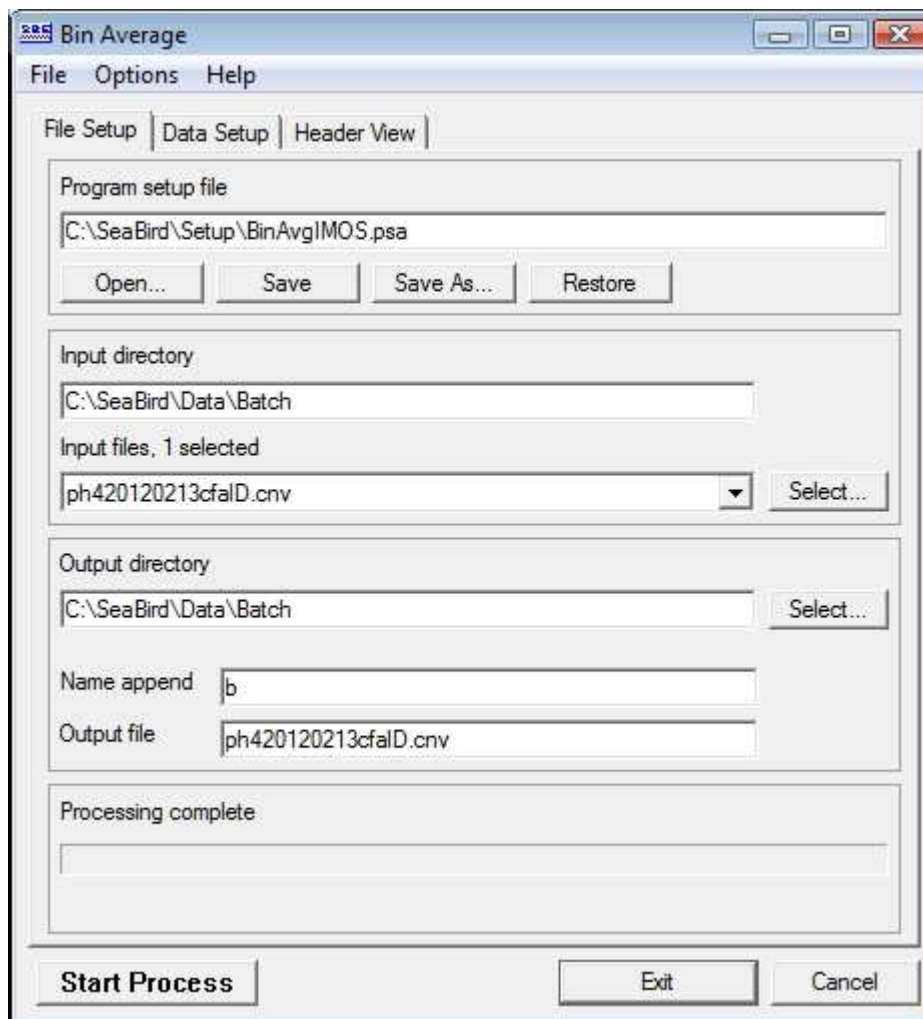 Bin Average
File Options Help
File Setup Data Setup Header View
Program setup file
C:\SeaBird\Setup\BinAvgIMOS.psa
Open... Save Save As... Restore
Input directory
C:\SeaBird\Data\Batch
Input files, 1 selected
ph420120213cfalD.cnv Select...
Output directory
C:\SeaBird\Data\Batch Select...
Name append b
Output file ph420120213cfalD.cnv
Processing complete
Start Process Exit Cancel